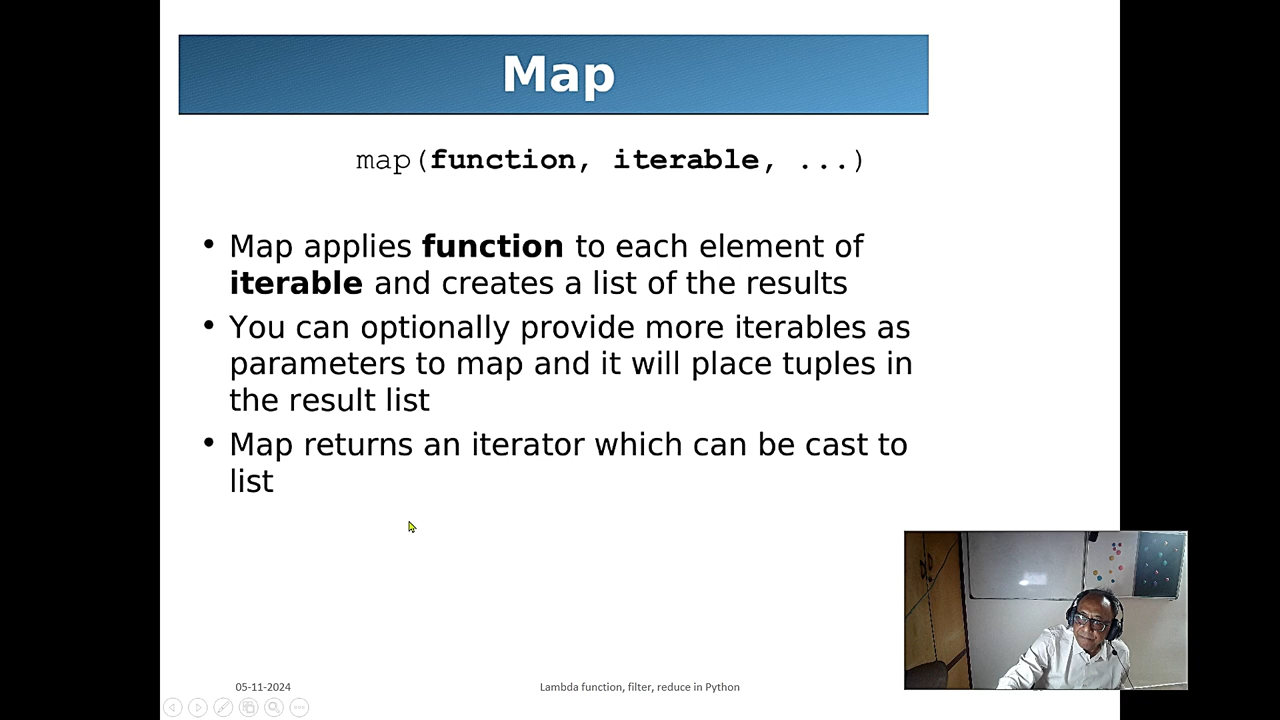 Map
map(function, iterable, ...)
• Map applies function to each element of
iterable and creates a list of the results
• You can optionally provide more iterables as
parameters to map and it will place tuples in
the result list
• Map returns an iterator which can be cast to
list
05-11-2024
Lambda function, filter, reduce in Python